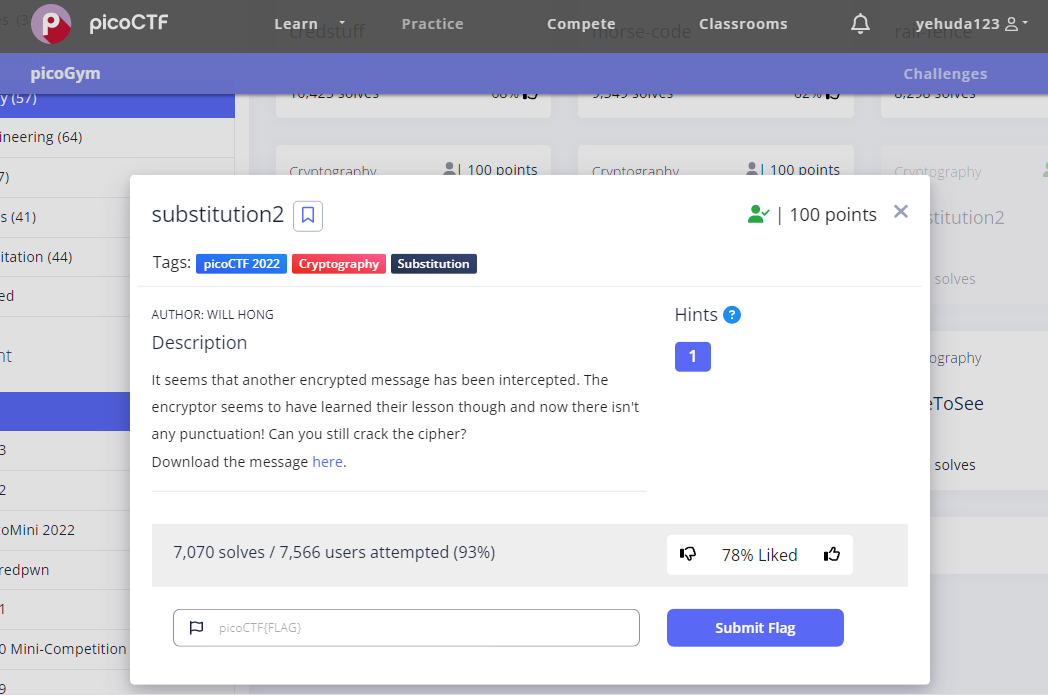 picoCTF Learn Practice Compete Classrooms yehuda123
credstuff morse-code rail-fence
picoGym Challenges
y (57)
16,425 solves 68% 9,549 solves 82% 8,298 solves
ineering (64)
Cryptography | 100 points Cryptography | 100 points Cryptography
7)
substitution2 | 100 points ×
stitution2
s (41)
Tags: picoCTF 2022 Cryptography Substitution
itation (44)
solves
ed
AUTHOR: WILL HONG
Hints ?
Description
nt
1
ography
It seems that another encrypted message has been intercepted. The
encryptor seems to have learned their lesson though and now there isn't
eToSee
any punctuation! Can you still crack the cipher?
3
Download the message here.
solves
2
oMini 2022
7,070 solves / 7,566 users attempted (93%)
78% Liked
redpwn
1
picoCTF{FLAG}
Submit Flag
0 Mini-Competition
9